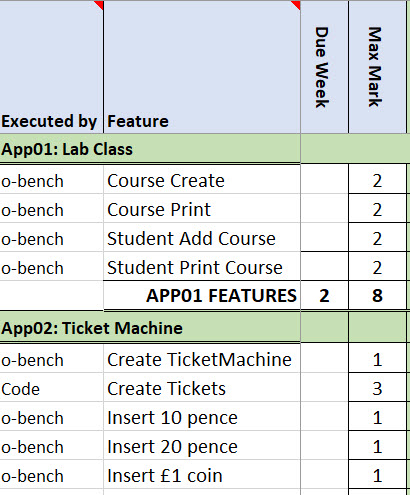 Executed by Feature Due Week Max Mark
App01: Lab Class
o-bench Course Create 2
o-bench Course Print 2
o-bench Student Add Course 2
o-bench Student Print Course 2
APP01 FEATURES 2 8
App02: Ticket Machine
o-bench Create TicketMachine 1
Code Create Tickets 3
o-bench Insert 10 pence 1
o-bench Insert 20 pence 1
o-bench Insert £1 coin 1